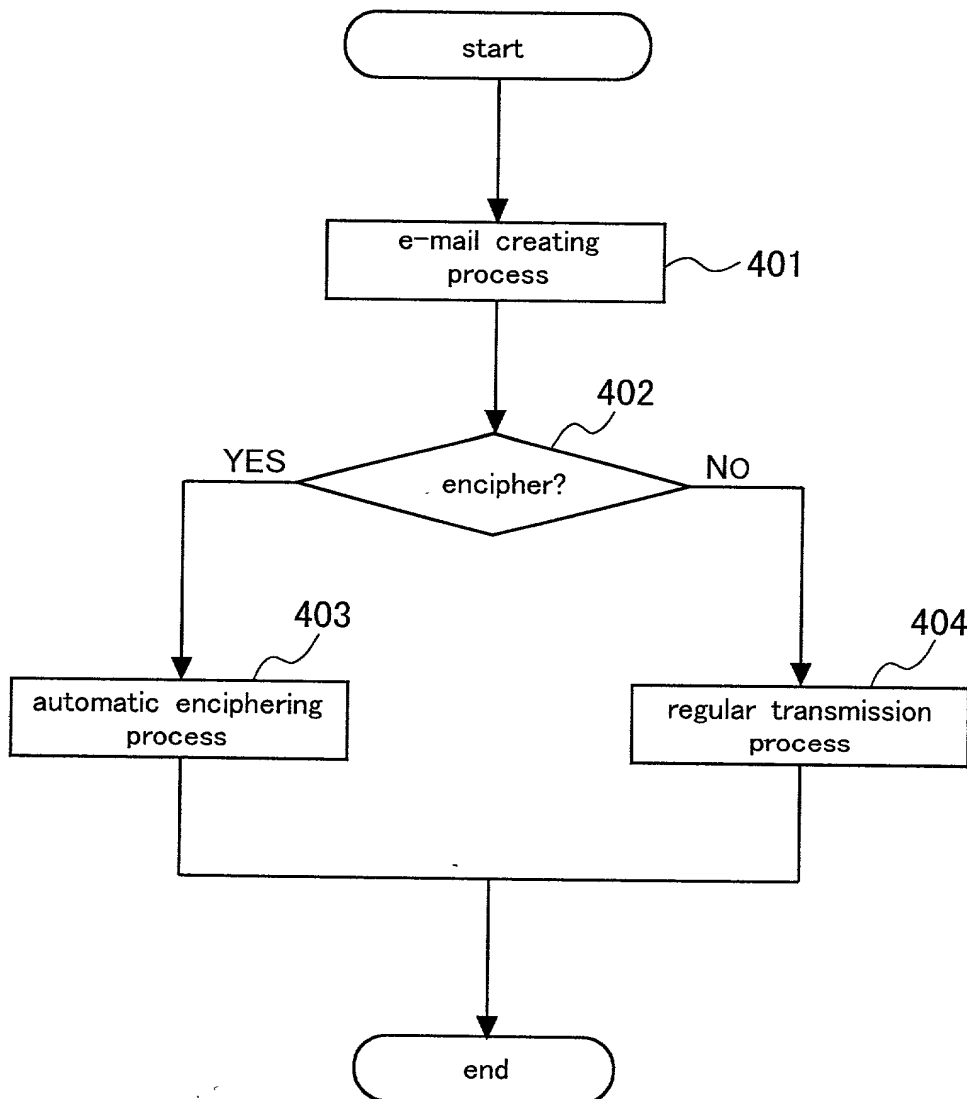 start
e-mail creating
process
401
402
YES
encipher?
NO
403
404
automatic enciphering
process
regular transmission
process
end